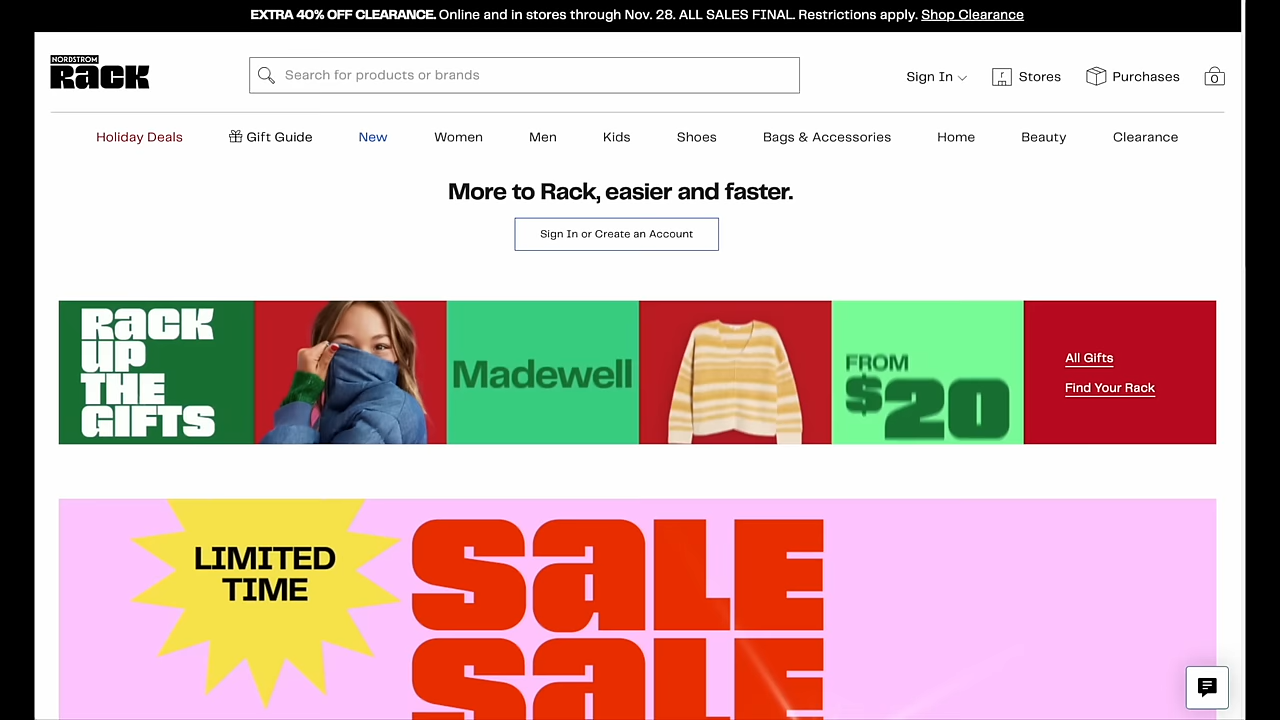 EXTRA 40% OFF CLEARANCE. Online and in stores through Nov. 28. ALL SALES FINAL. Restrictions apply. Shop Clearance
NORDSTROM
Rack
Search for products or brands
Sign In
Stores
Purchases
0
Holiday Deals
Gift Guide
New
Women
Men
Kids
Shoes
Bags & Accessories
Home
Beauty
Clearance
More to Rack, easier and faster.
Sign In or Create an Account
Rack
UP
THE
GIFTS
Madewell
FROM
$20
All Gifts
Find Your Rack
LIMITED
TIME
SaLE
SaLE